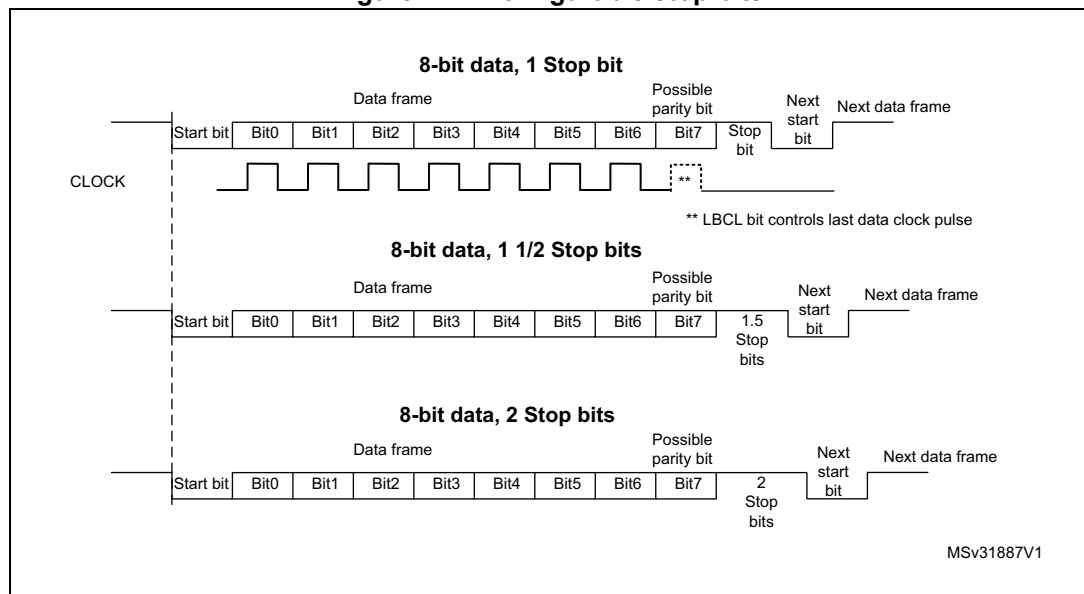 8-bit data, 1 Stop bit
Data frame
Possible
parity bit
Next
start
bit
Next data frame
Start bit Bit0 Bit1 Bit2 Bit3 Bit4 Bit5 Bit6 Bit7 Stop
bit
CLOCK
**
** LBCL bit controls last data clock pulse
8-bit data, 1 1/2 Stop bits
Data frame
Possible
parity bit
Next
start
bit
Next data frame
Start bit Bit0 Bit1 Bit2 Bit3 Bit4 Bit5 Bit6 Bit7 1.5
Stop
bits
8-bit data, 2 Stop bits
Data frame
Possible
parity bit
Next
start
bit
Next data frame
Start bit Bit0 Bit1 Bit2 Bit3 Bit4 Bit5 Bit6 Bit7 2
Stop
bits
MSv31887V1